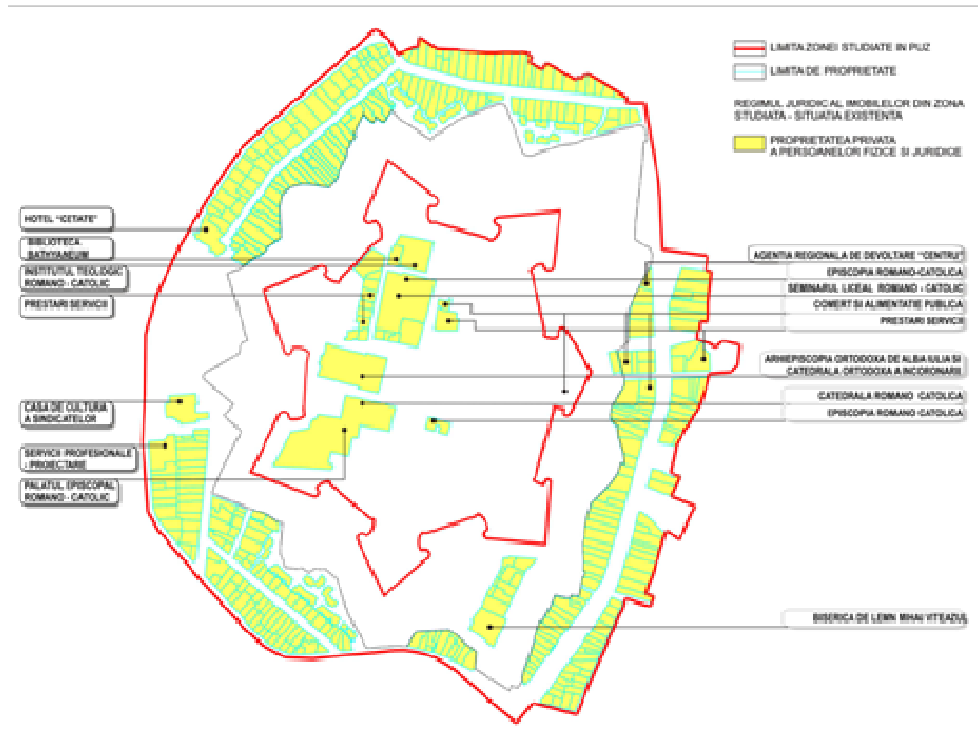 LIMITA ZONEI STUDIATE IN PUZ
LIMITA DE PROPRIETATE
REGIMUL JURIDIC AL IMOBILELOR DIN ZONA
STUDIATA - SITUATIA EXISTENTA
PROPRIETATEA PRIVATA
A PERSOANELOR FIZICE SI JURIDICE
HOTEL "CETATE"
BIBLIOTECA
BATHYANEUM
INSTITUTUL TEOLOGIC
ROMANO - CATOLIC
PRESTARI SERVICII
CASA DE CULTURA
A SINDICATELOR
SERVICII PROFESIONALE
- PROIECTARE
PALATUL EPISCOPAL
ROMANO - CATOLIC
AGENTIA REGIONALA DE DEVOLTARE "CENTRU"
EPISCOPIA ROMANO-CATOLICA
SEMINARUL LICEAL ROMANO - CATOLIC
COMERT SI ALIMENTATIE PUBLICA
PRESTARI SERVICII
ARHIEPISCOPIA ORTODOXA DE ALBA IULIA SI
CATEDRALA ORTODOXA A INCORONARII
CATEDRALA ROMANO -CATOLICA
EPISCOPIA ROMANO -CATOLICA
BISERICA DE LEMN MIHAI VITEAZUL